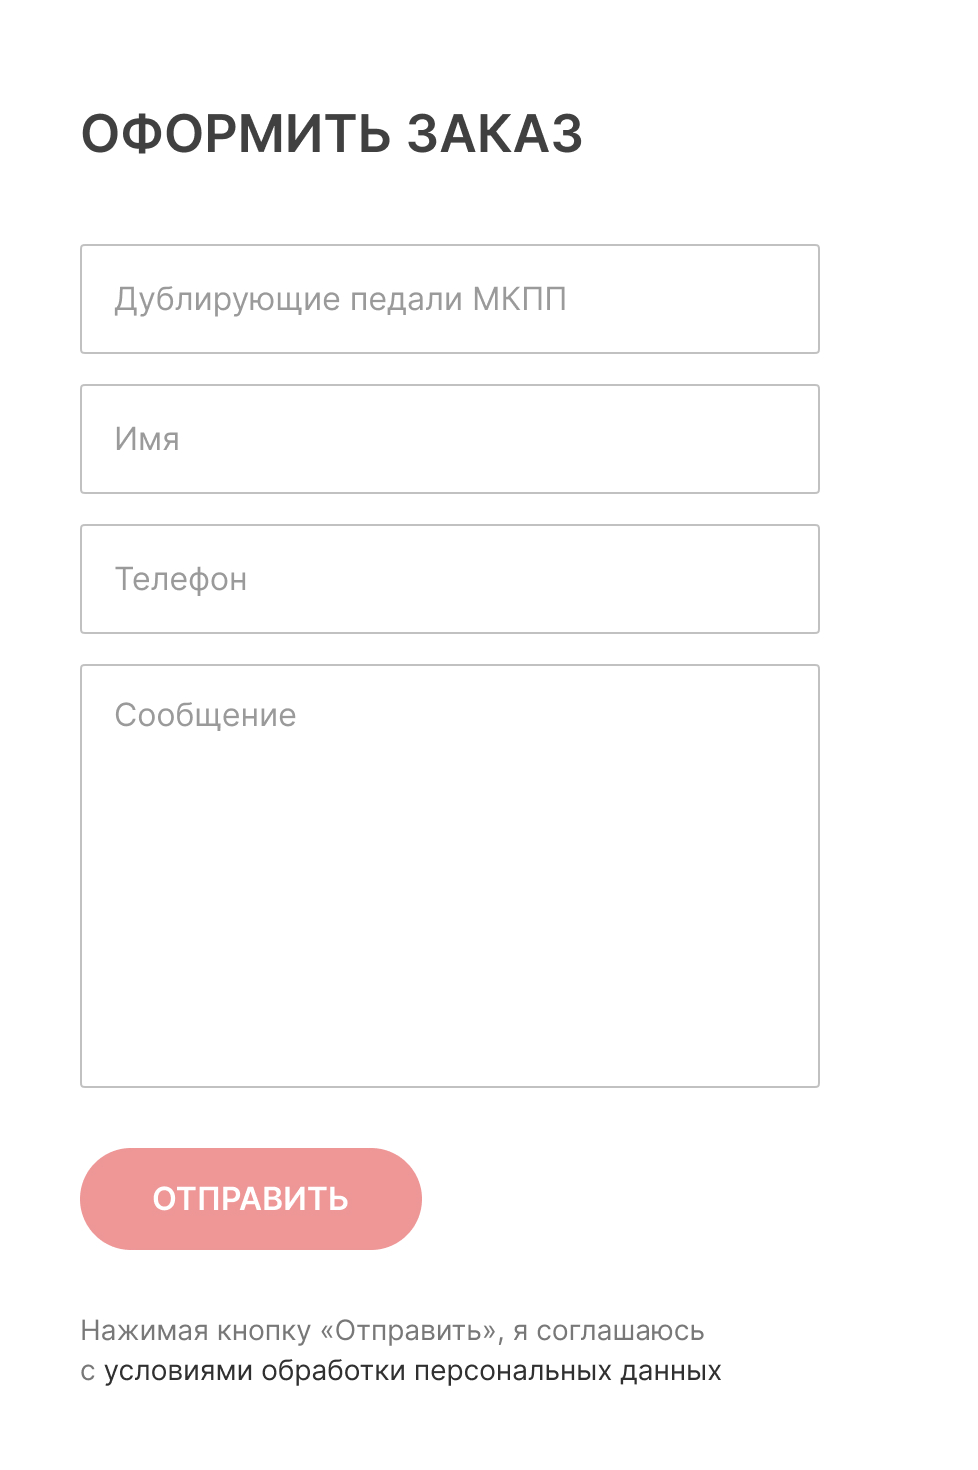 ОФОРМИТЬ ЗАКАЗ
Дублирующие педали МКПП
Имя
Телефон
Сообщение
ОТПРАВИТЬ
Нажимая кнопку «Отправить», я соглашаюсь
с условиями обработки персональных данных